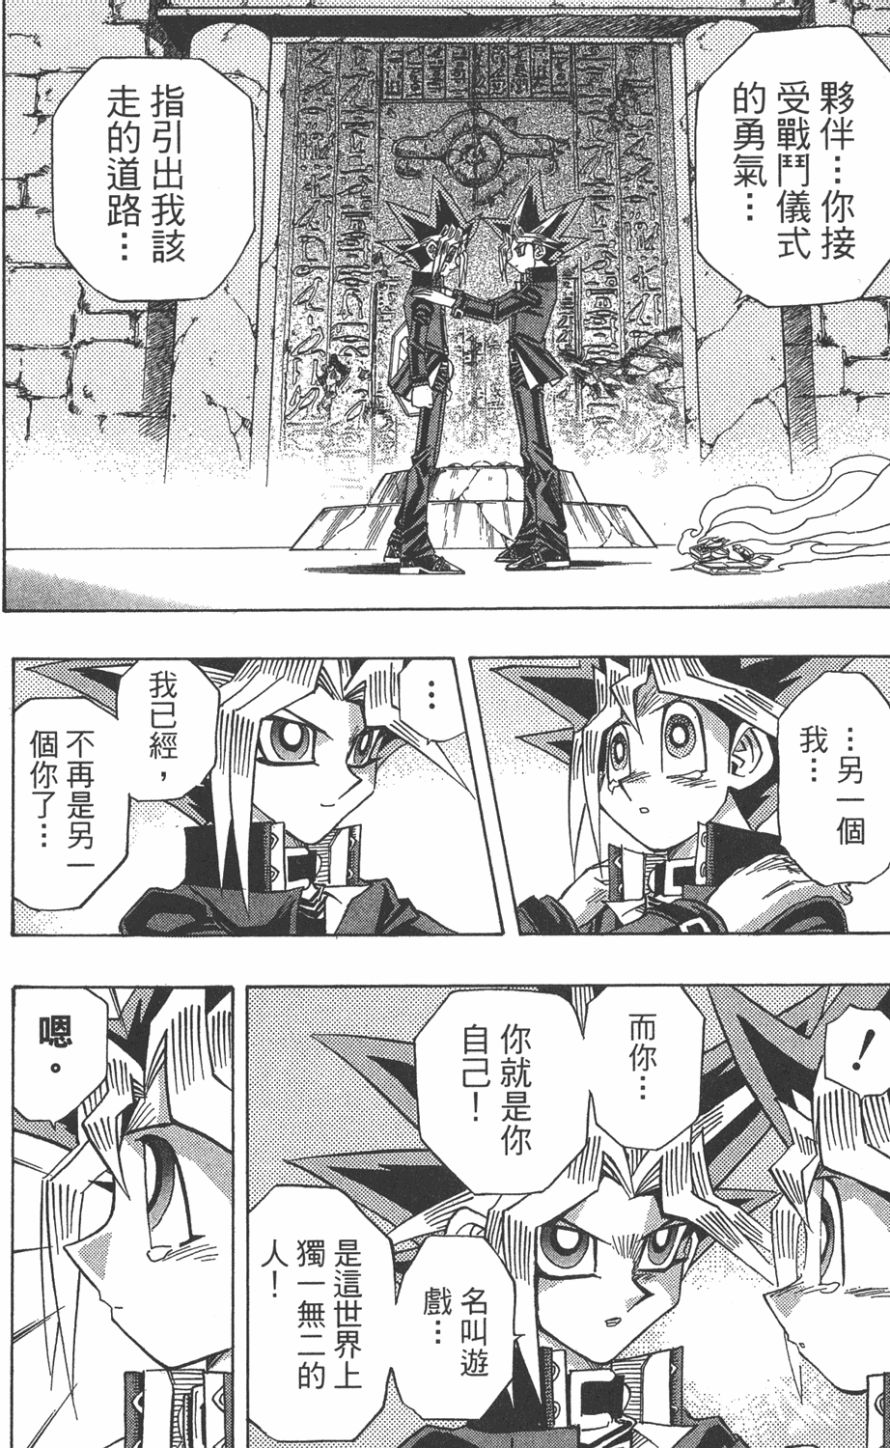 夥伴…你接
受戰鬥儀式
的勇氣…
指引出我該
走的道路…
…另一個
我…
…
我已經，
不再是另一
個你了…
！
而你…
你就是你
自己！
名叫遊
戲…
是這世界上
獨一無二的
人！
嗯。